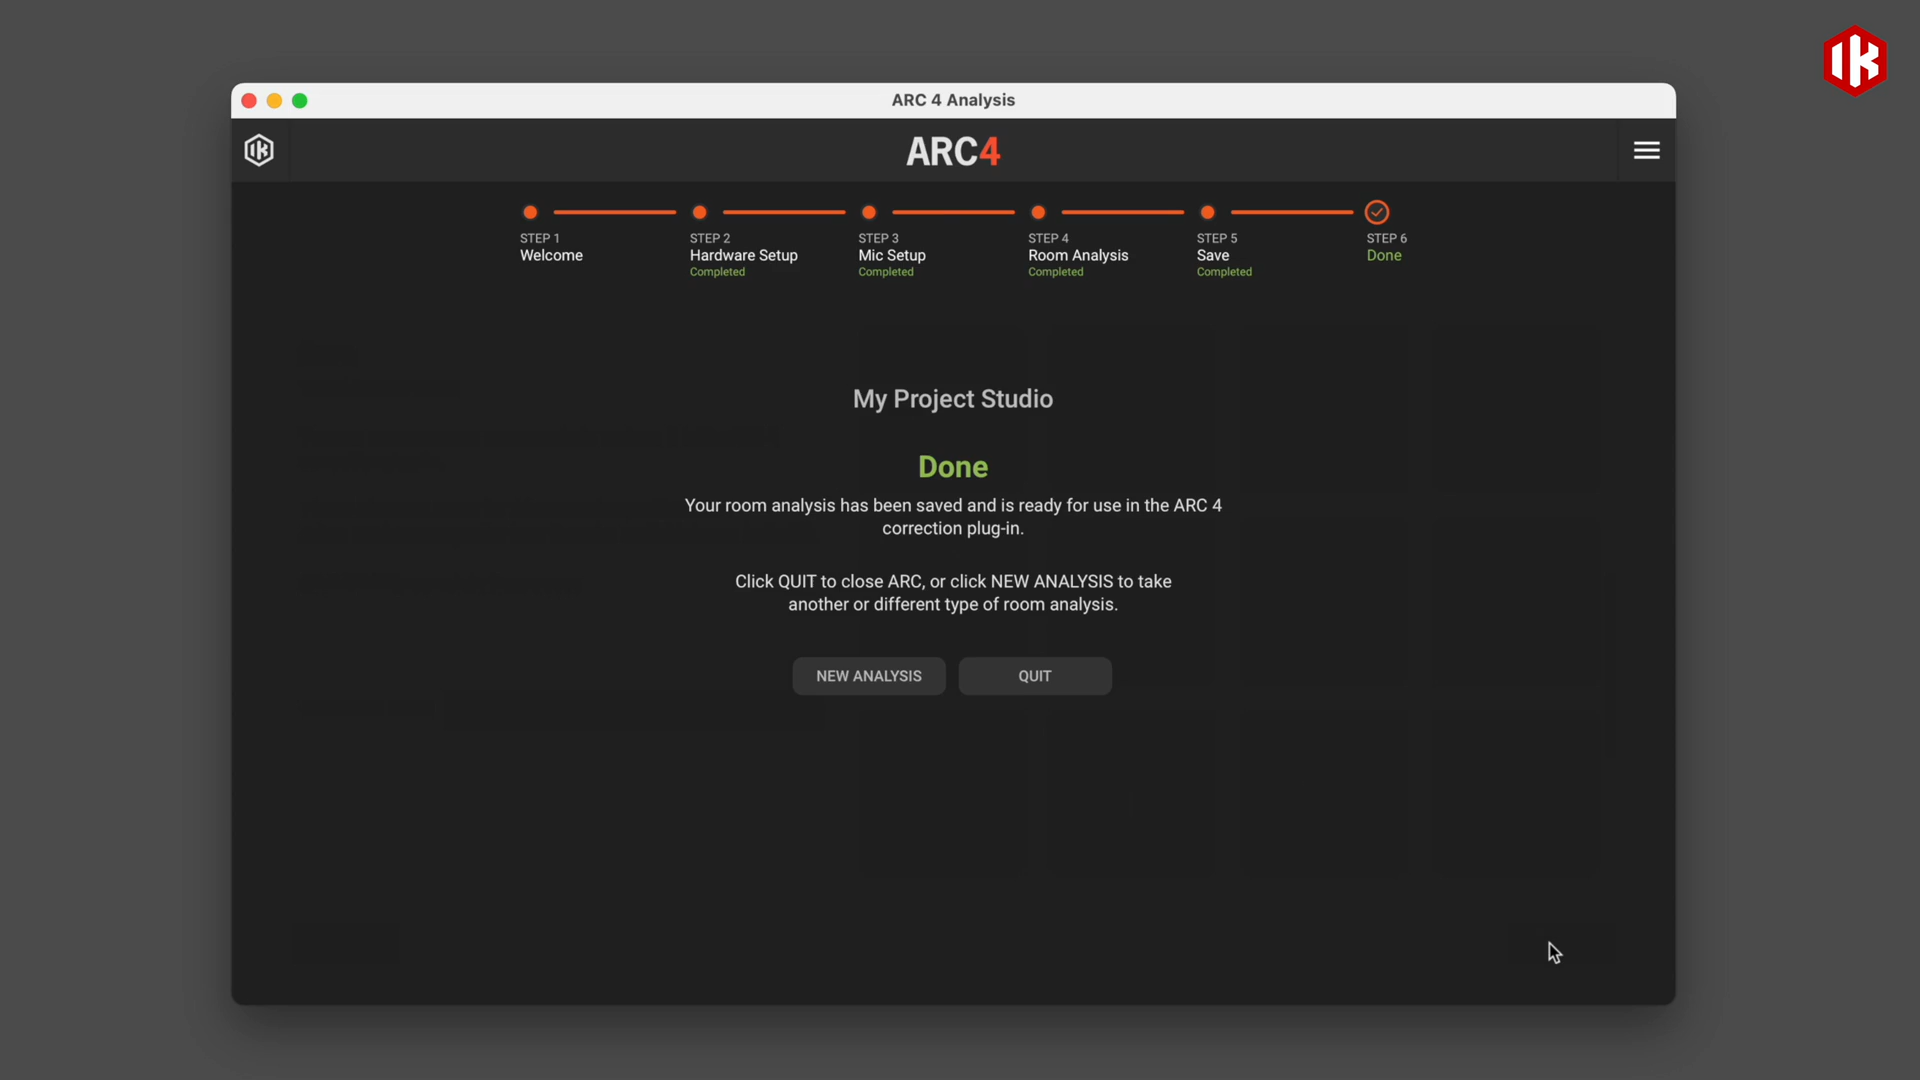 IK
ARC 4 Analysis
IK
ARC4
STEP 1
Welcome
STEP 2
Hardware Setup
Completed
STEP 3
Mic Setup
Completed
STEP 4
Room Analysis
Completed
STEP 5
Save
Completed
STEP 6
Done
My Project Studio
Done
Your room analysis has been saved and is ready for use in the ARC 4
correction plug-in.
Click QUIT to close ARC, or click NEW ANALYSIS to take
another or different type of room analysis.
NEW ANALYSIS
QUIT